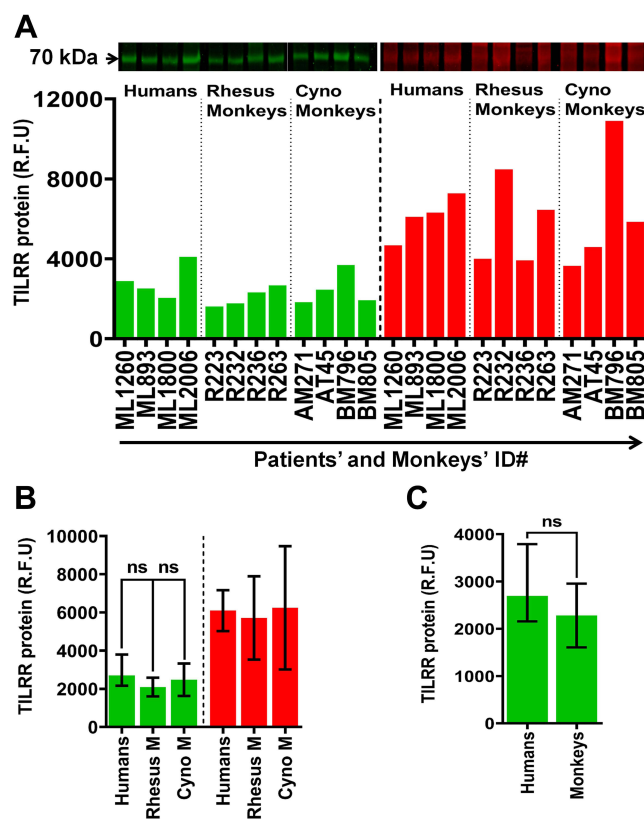 A
70 kDa
Humans Rhesus Monkeys Cyno Monkeys Humans Rhesus Monkeys Cyno Monkeys
TILRR protein (R.F.U)
12000
8000
4000
0
ML1260 ML893 ML1800 ML2006 R223 R232 R236 R263 AM271 AT45 BM796 BM805 ML1260 ML893 ML1800 ML2006 R223 R232 R236 R263 AM271 AT45 BM796 BM805
Patients’ and Monkeys’ ID#
B
TILRR protein (R.F.U)
10000
8000
6000
4000
2000
0
ns ns
Humans Rhesus M Cyno M Humans Rhesus M Cyno M
C
TILRR protein (R.F.U)
4000
3000
2000
1000
0
ns
Humans Monkeys